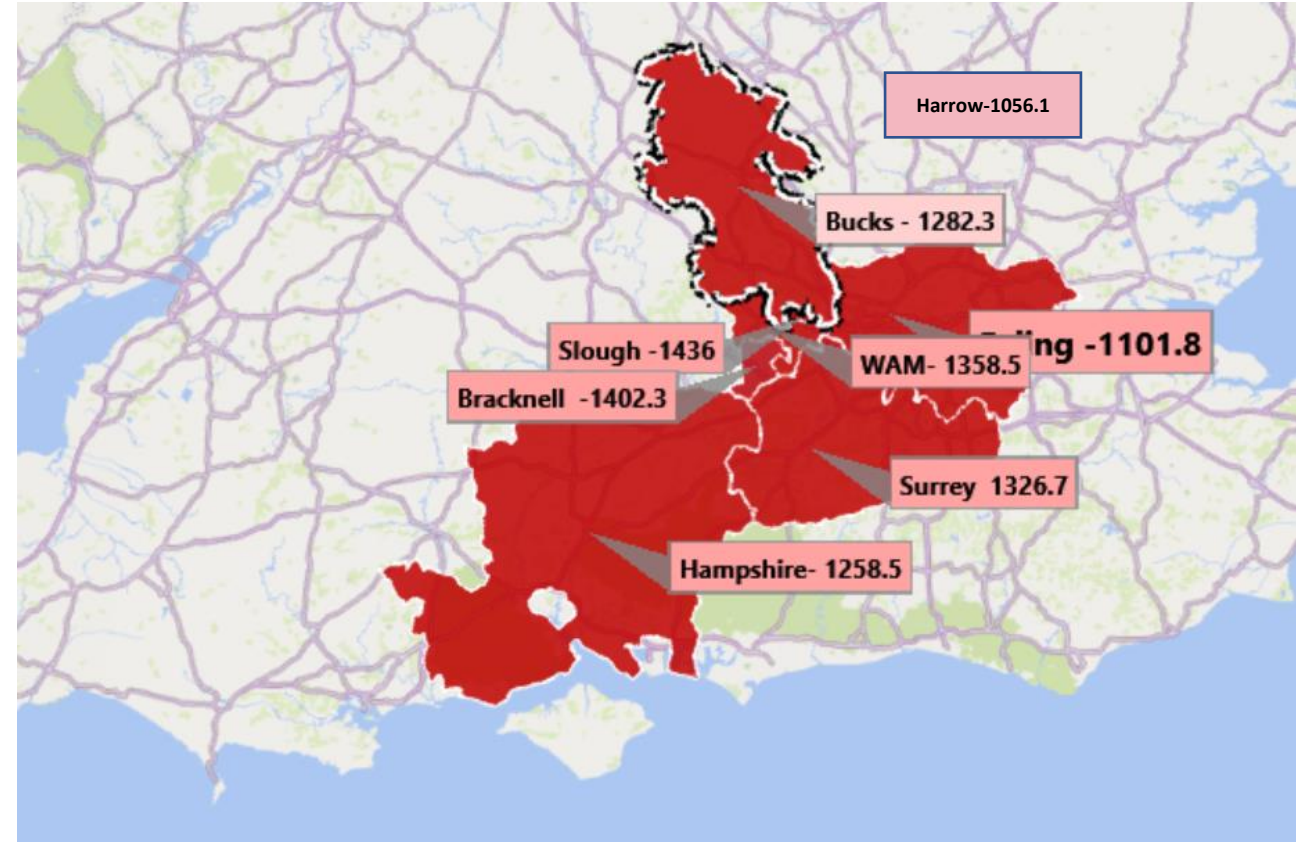 Harrow-1056.1
Bucks - 1282.3
ing -1101.8
Slough -1436
WAM- 1358.5
Bracknell -1402.3
Surrey 1326.7
Hampshire- 1258.5